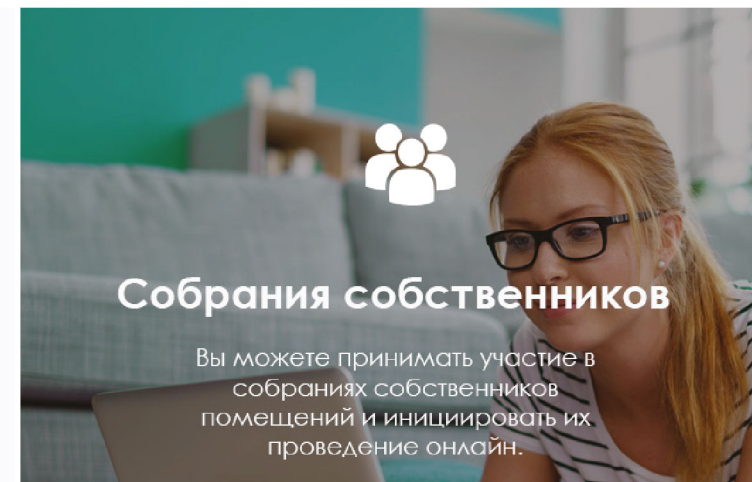 Собрания собственников
Вы можете принимать участие в
собраниях собственников
помещений и инициировать их
проведение онлайн.